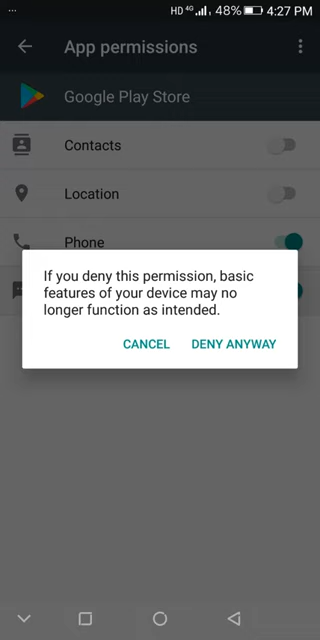 HD 4G 48% 4:27 PM
App permissions
Google Play Store
Contacts
Location
Phone
If you deny this permission, basic
features of your device may no
longer function as intended.
CANCEL DENY ANYWAY